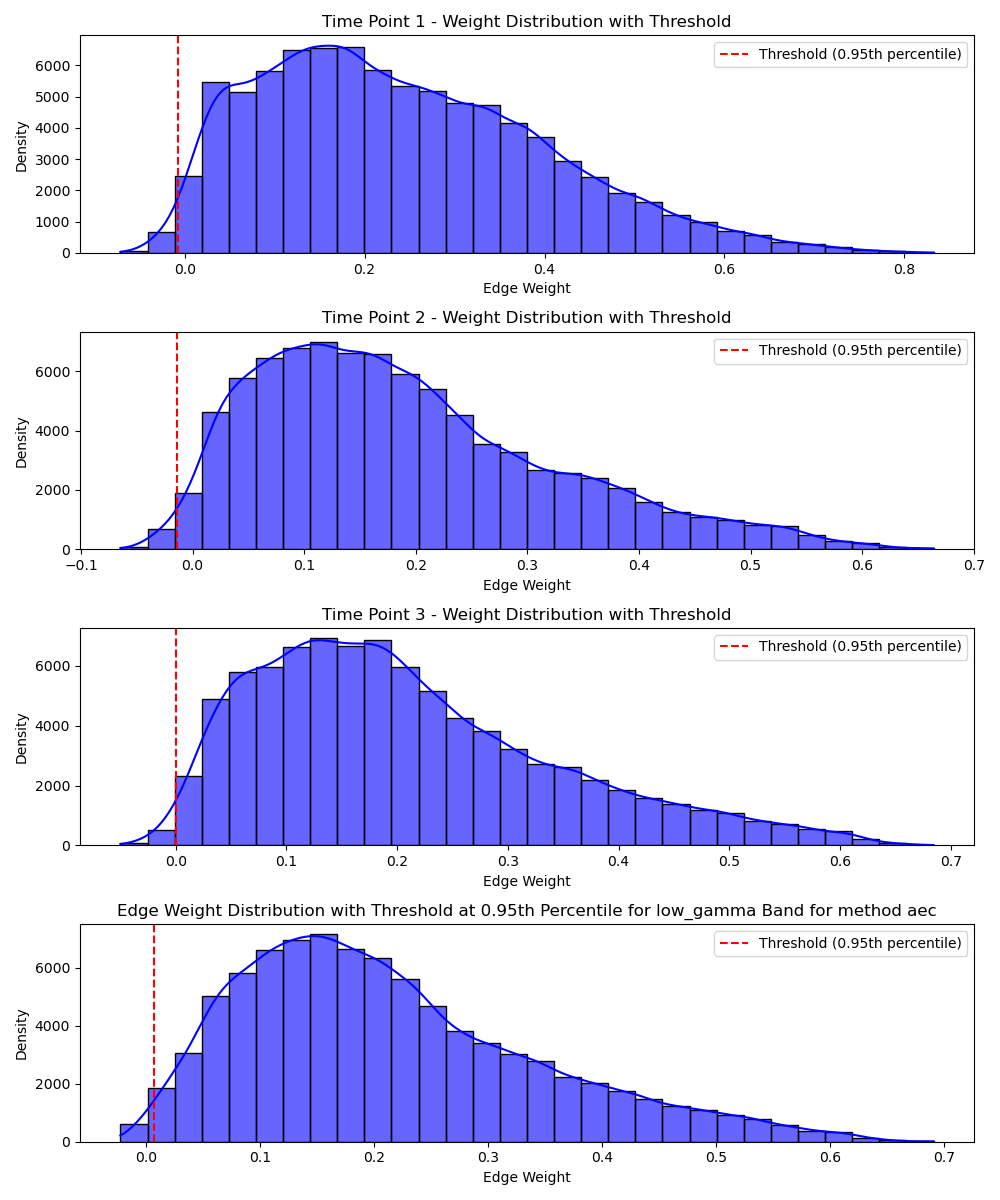 Time Point 1 - Weight Distribution with Threshold
Threshold (0.95th percentile)
Density
6000
5000
4000
3000
2000
1000
0
0.0 0.2 0.4 0.6 0.8
Edge Weight
Time Point 2 - Weight Distribution with Threshold
Threshold (0.95th percentile)
Density
6000
4000
2000
0
−0.1 0.0 0.1 0.2 0.3 0.4 0.5 0.6 0.7
Edge Weight
Time Point 3 - Weight Distribution with Threshold
Threshold (0.95th percentile)
Density
6000
4000
2000
0
0.0 0.1 0.2 0.3 0.4 0.5 0.6 0.7
Edge Weight
Edge Weight Distribution with Threshold at 0.95th Percentile for low_gamma Band for method aec
Threshold (0.95th percentile)
Density
6000
4000
2000
0
0.0 0.1 0.2 0.3 0.4 0.5 0.6 0.7
Edge Weight